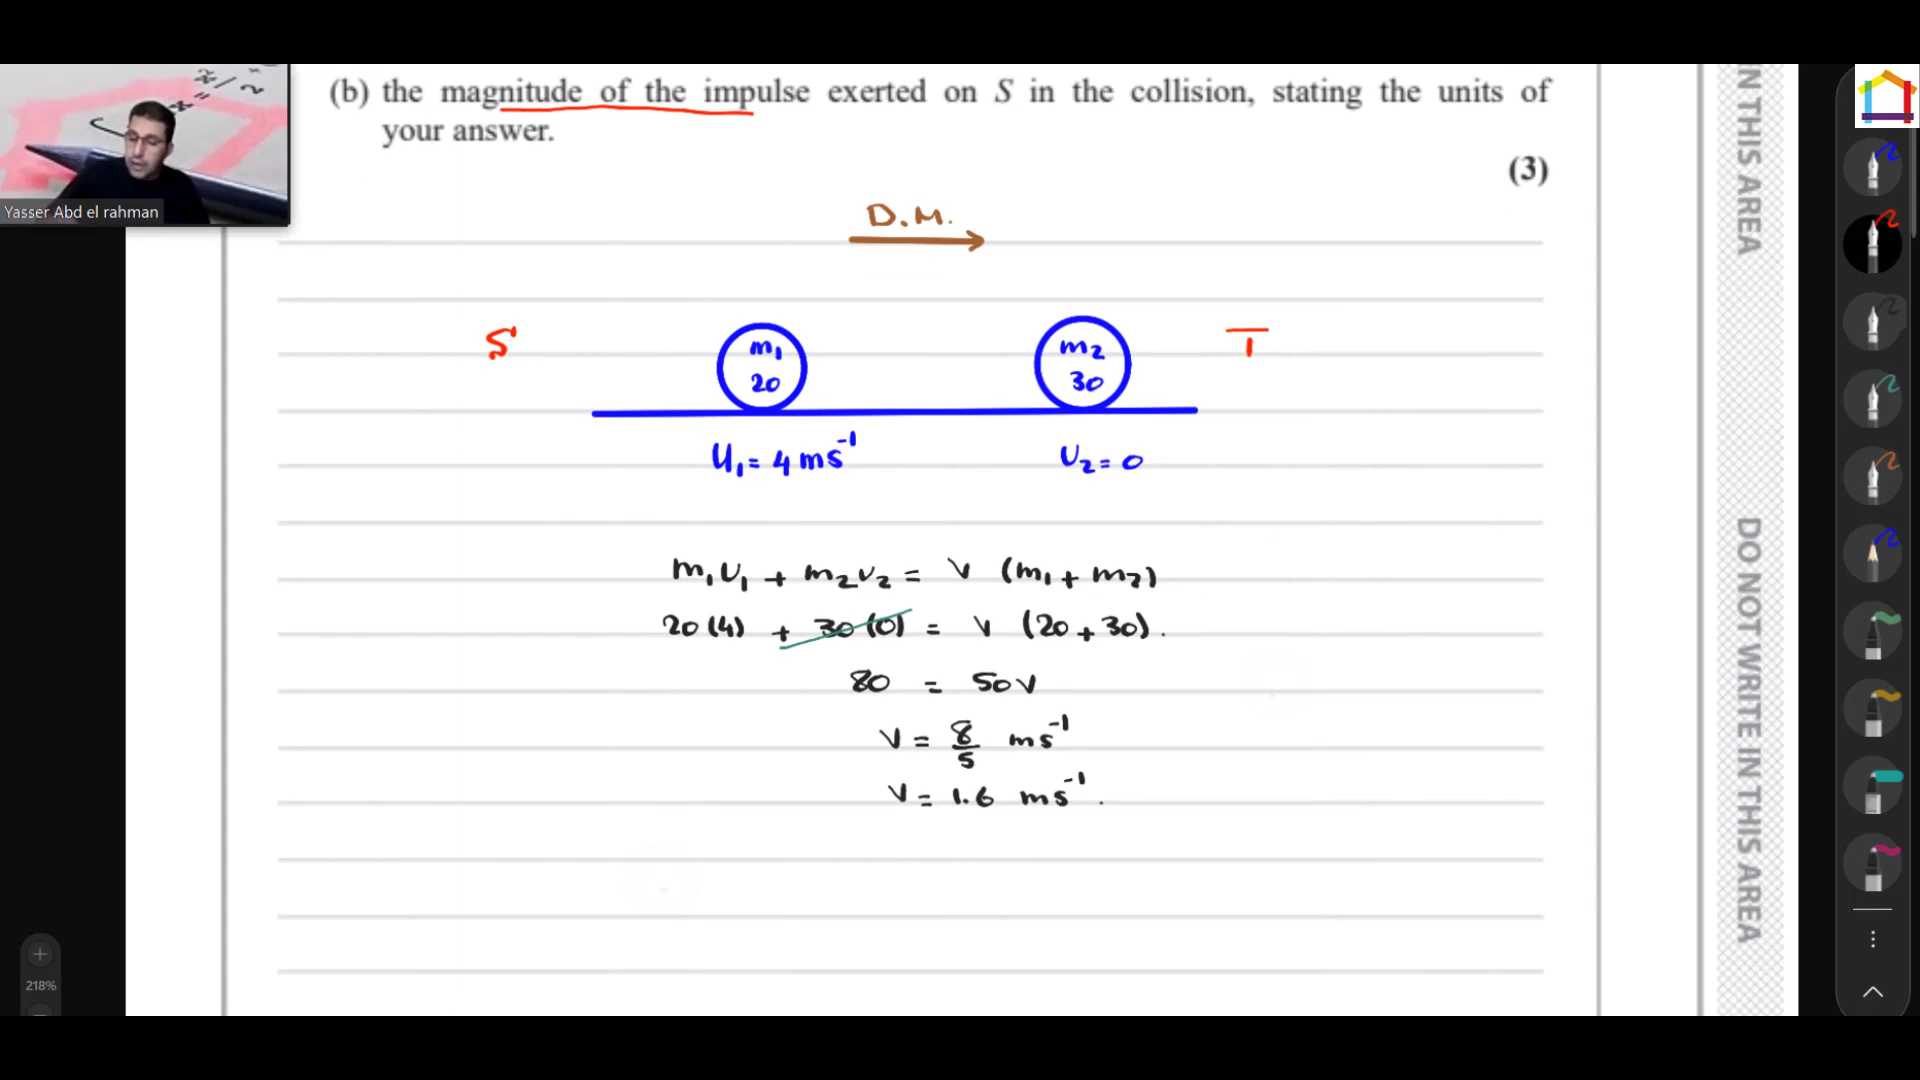 (b) the magnitude of the impulse exerted on S in the collision, stating the units of
your answer.
(3)
Yasser Abd el rahman
D.M.
S
m₁
20
m₂
30
T
U₁ = 4 ms⁻¹
U₂ = 0
m₁U₁ + m₂U₂ = V (m₁ + m₂)
20 (4) + 30 (0) = V (20 + 30).
80 = 50V
V = 8/5 ms⁻¹
V = 1.6 ms⁻¹.
218%
IN THIS AREA
DO NOT WRITE IN THIS AREA